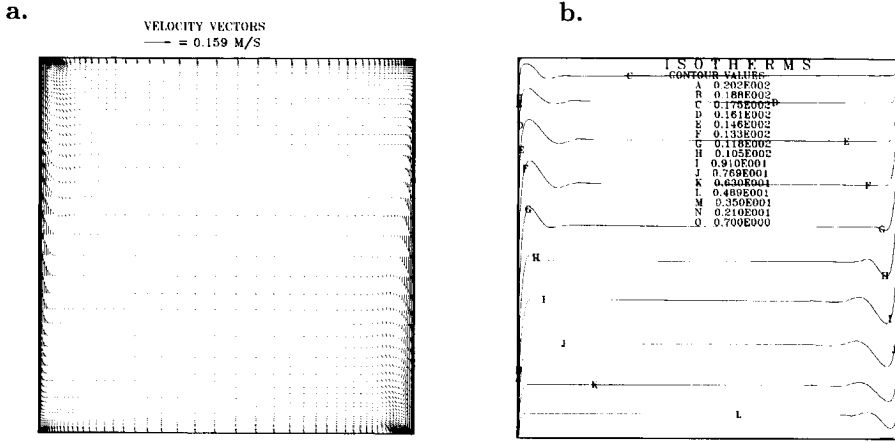 a.
VELOCITY VECTORS
= 0.159 M/S
b.
ISOTHERMS
CONTOUR VALUES
A 0.202E002
B 0.188E002
C 0.175E002
D 0.161E002
E 0.146E002
F 0.133E002
G 0.118E002
H 0.105E002
I 0.910E001
J 0.769E001
K 0.630E001
L 0.489E001
M 0.350E001
N 0.210E001
O 0.700E000
C
D
E
F
G
H
I
J
K
L
D
E
F
G
H
I